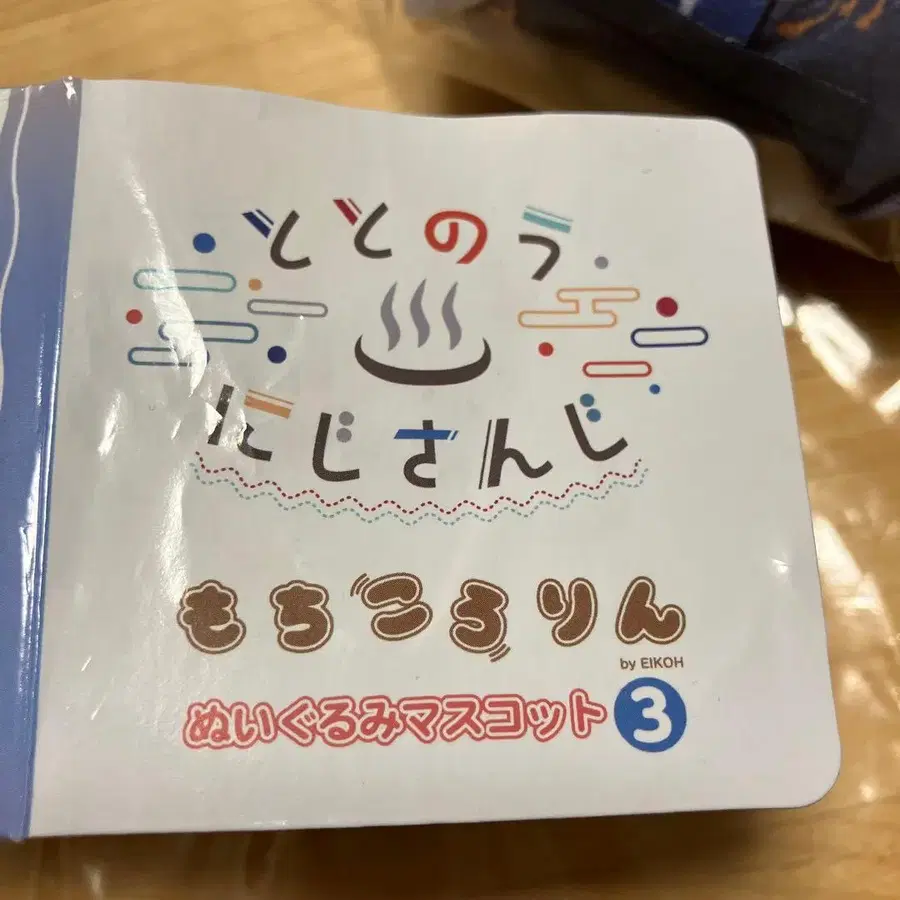 ととのう
にじさんじ
もちころりん
by EIKOH
ぬいぐるみマスコット 3